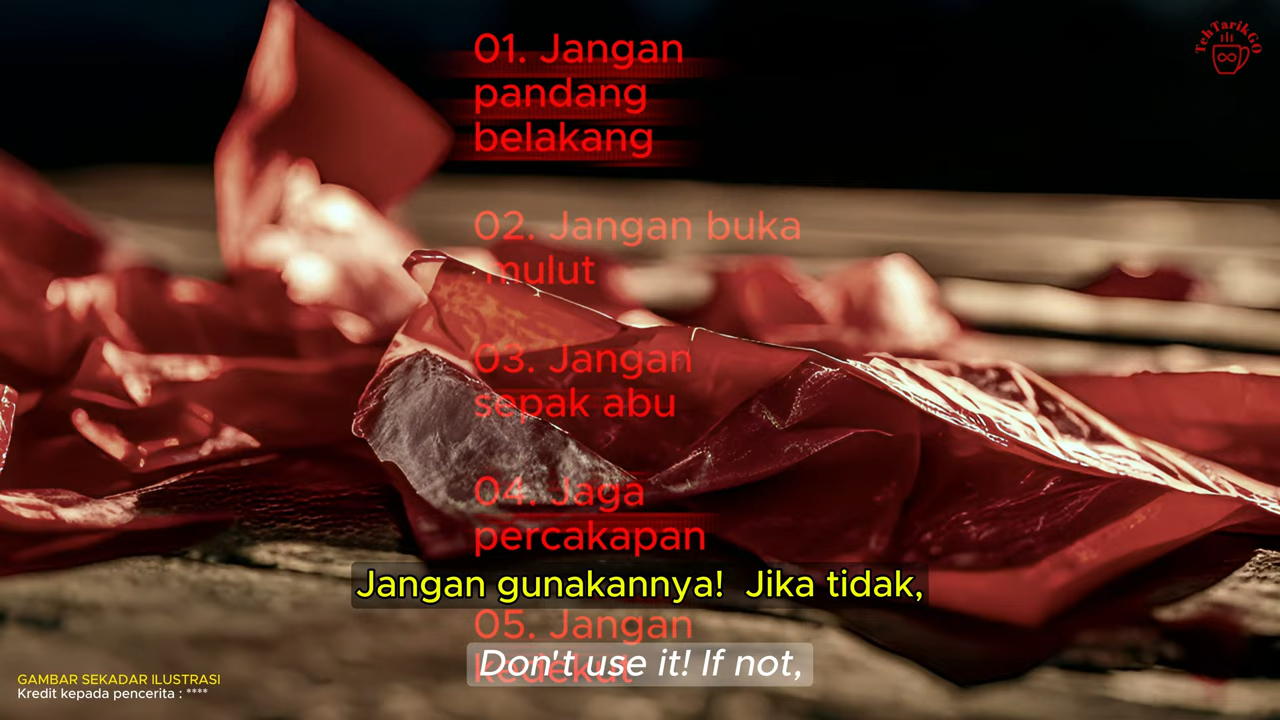 01. Jangan
pandang
belakang
TehTarikGO
02. Jangan buka
mulut
03. Jangan
sepak abu
04. Jaga
percakapan
Jangan gunakannya! Jika tidak,
05. Jangan
kedekut
Don't use it! If not,
GAMBAR SEKADAR ILUSTRASI
Kredit kepada pencerita : ****